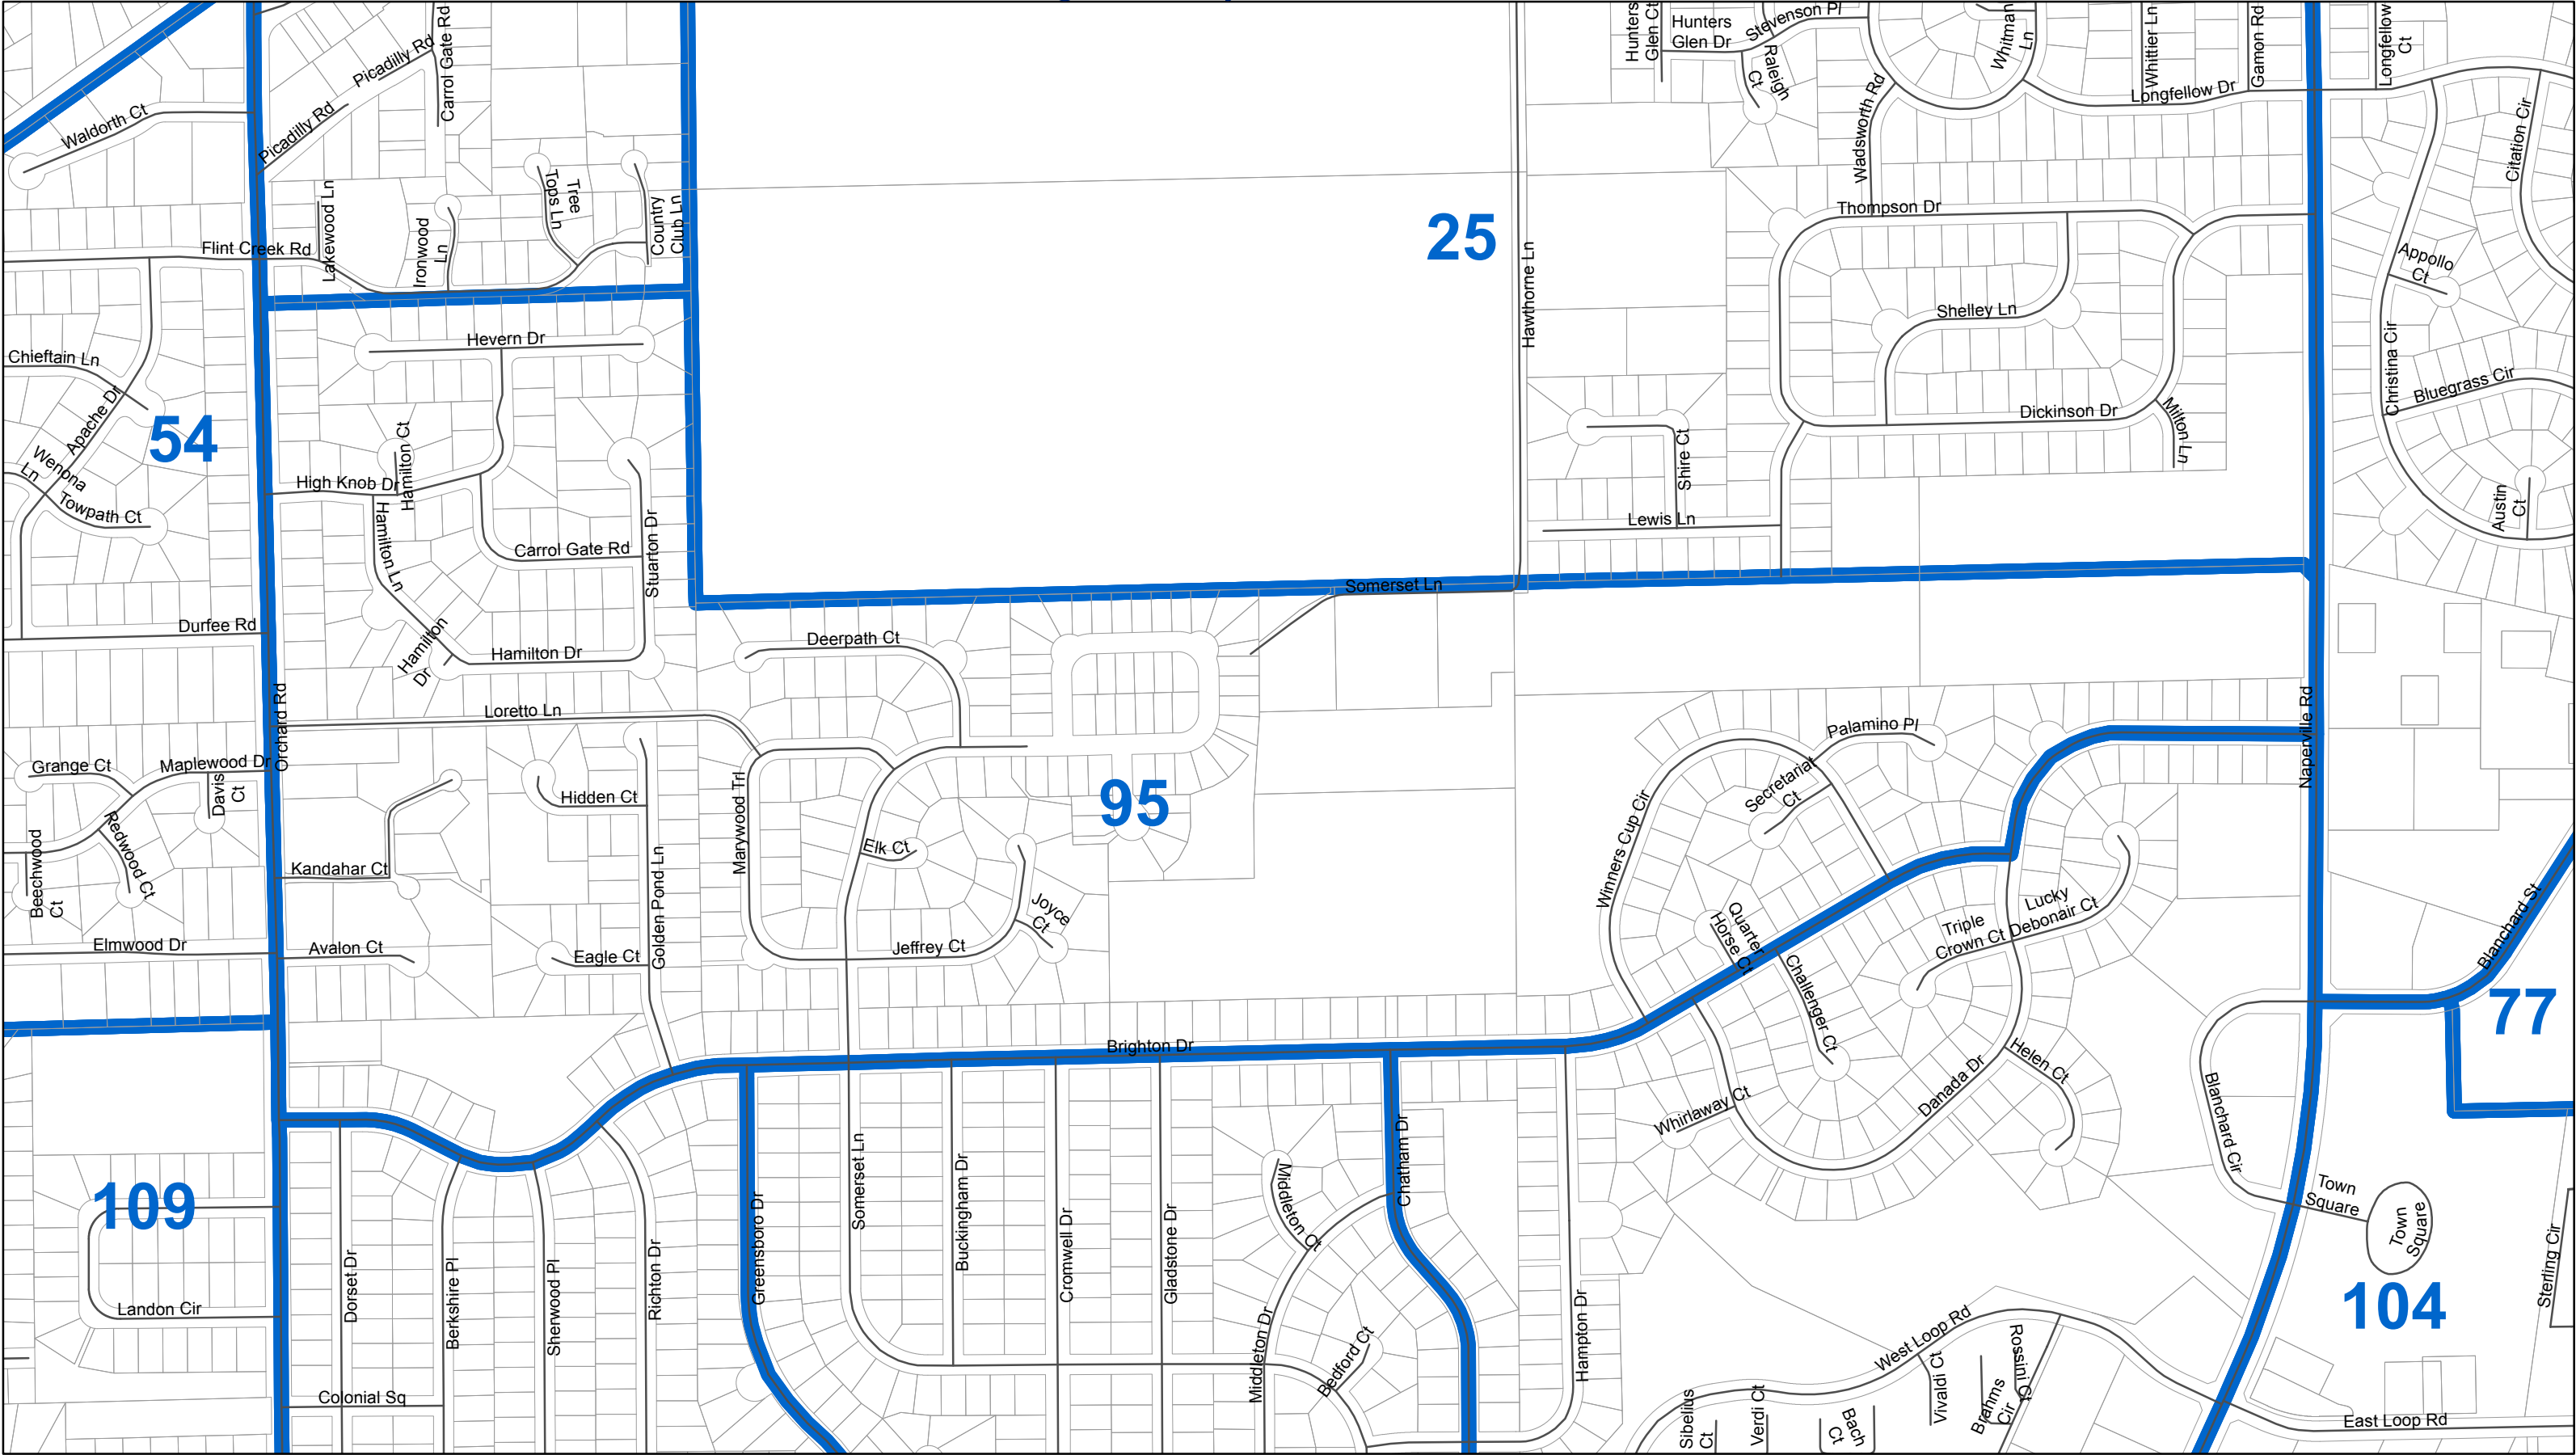 Waldorth Ct
Picadilly Rd
Picadilly Rd
Carrol Gate Rd
Hunters
Glen Ct
Hunters
Glen Dr
Stevenson Pl
Raleigh
Ct
Whitman
Ln
Whittier Ln
Gamon Rd
Longfellow
Ct
Longfellow Dr
Wadsworth Rd
Citation Cir
Lakewood Ln
Flint Creek Rd
Ironwood
Ln
Tree
Tops Ln
Country
Club Ln
25
Hawthorne Ln
Thompson Dr
Shelley Ln
Appollo
Ct
Christina Cir
Bluegrass Cir
Dickinson Dr
Milton Ln
Austin
Ct
Shire Ct
Lewis Ln
Chieftain Ln
Apache Dr
54
Wenona
Ln
Towpath Ct
Hevern Dr
Hamilton Ct
High Knob Dr
Hamilton Ln
Carrol Gate Rd
Stuarton Dr
Hamilton
Dr
Hamilton Dr
Durfee Rd
Orchard Rd
Somerset Ln
Deerpath Ct
Loretto Ln
Grange Ct
Maplewood Dr
Davis
Ct
Redwood Ct
Beechwood
Ct
Hidden Ct
Kandahar Ct
Golden Pond Ln
Marywood Trl
Elk Ct
95
Joyce
Ct
Jeffrey Ct
Elmwood Dr
Avalon Ct
Eagle Ct
Palamino Pl
Secretariat
Ct
Winners Cup Cir
Naperville Rd
Quarter
Horse Ct
Challenger Ct
Triple
Crown Ct
Lucky
Debonair Ct
Blanchard St
77
Brighton Dr
Helen Ct
Danada Dr
Whirlaway Ct
Blanchard Cir
Town
Square
Town
Square
109
Landon Cir
Dorset Dr
Berkshire Pl
Sherwood Pl
Richton Dr
Greensboro Dr
Somerset Ln
Buckingham Dr
Cromwell Dr
Gladstone Dr
Middleton Ct
Middleton Dr
Chatham Dr
Bedford Ct
Hampton Dr
Colonial Sq
104
Sterling Cir
West Loop Rd
East Loop Rd
Sibelius
Ct
Verdi Ct
Bach
Ct
Vivaldi Ct
Brahms
Cir
Rossini Ct